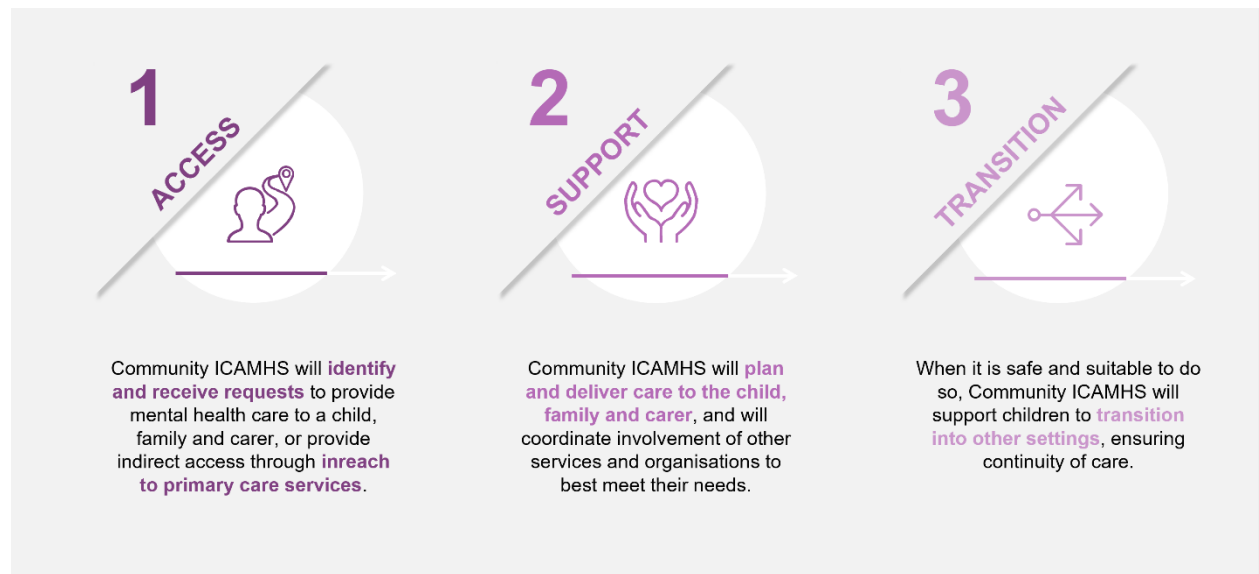 1
ACCESS
Community ICAMHS will identify
and receive requests to provide
mental health care to a child,
family and carer, or provide
indirect access through inreach
to primary care services.
2
SUPPORT
Community ICAMHS will plan
and deliver care to the child,
family and carer, and will
coordinate involvement of other
services and organisations to
best meet their needs.
3
TRANSITION
When it is safe and suitable to do
so, Community ICAMHS will
support children to transition
into other settings, ensuring
continuity of care.